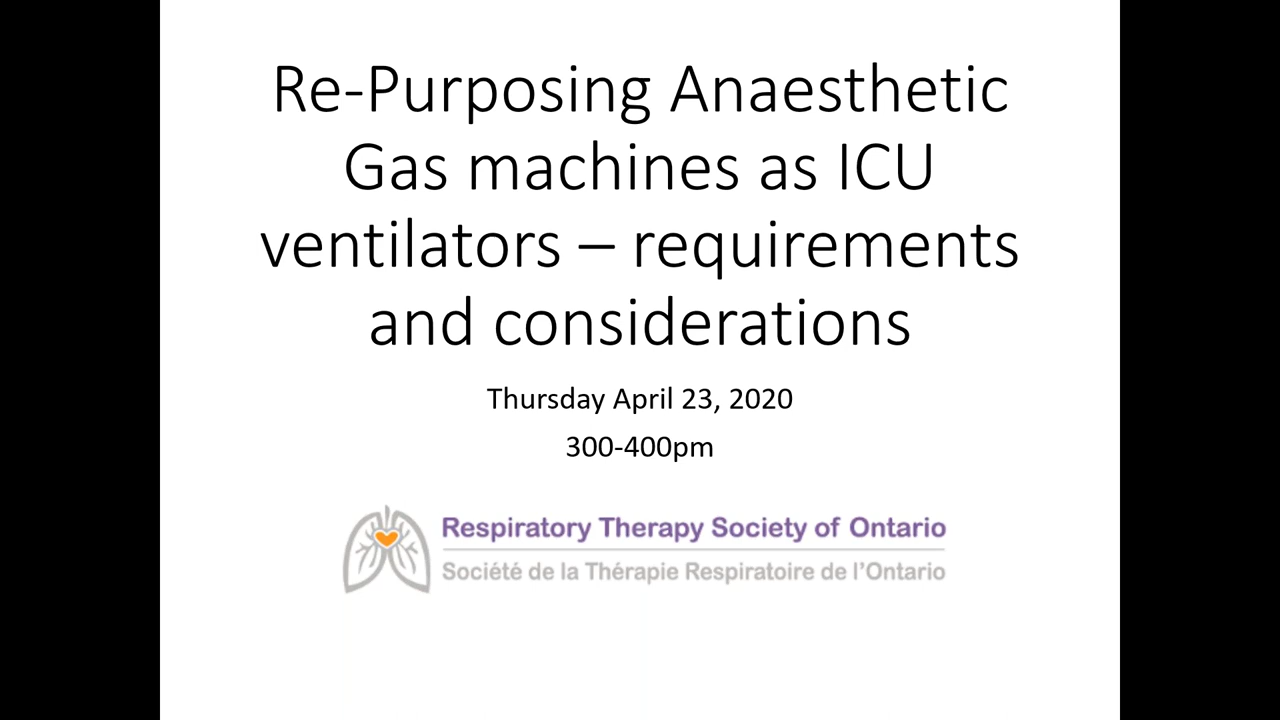 Re-Purposing Anaesthetic
Gas machines as ICU
ventilators – requirements
and considerations
Thursday April 23, 2020
300-400pm
Respiratory Therapy Society of Ontario
Société de la Thérapie Respiratoire de l'Ontario